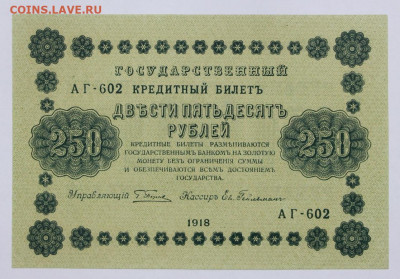 COINS.LAVE.RU
ГОСУДАРСТВЕННЫЙ
АГ-602 КРЕДИТНЫЙ БИЛЕТЪ
ДВѢСТИ ПЯТЬДЕСЯТЪ
РУБЛЕЙ
250 250
КРЕДИТНЫЕ БИЛЕТЫ РАЗМѢНИВАЮТСЯ
ГОСУДАРСТВЕННЫМЪ БАНКОМЪ НА ЗОЛОТУЮ
МОНЕТУ БЕЗЪ ОГРАНИЧЕНІЯ СУММЫ
И ОБЕЗПЕЧИВАЮТСЯ ВСѢМЪ ДОСТОЯНІЕМЪ
ГОСУДАРСТВА.
Управляющій Кассиръ
1918
АГ-602